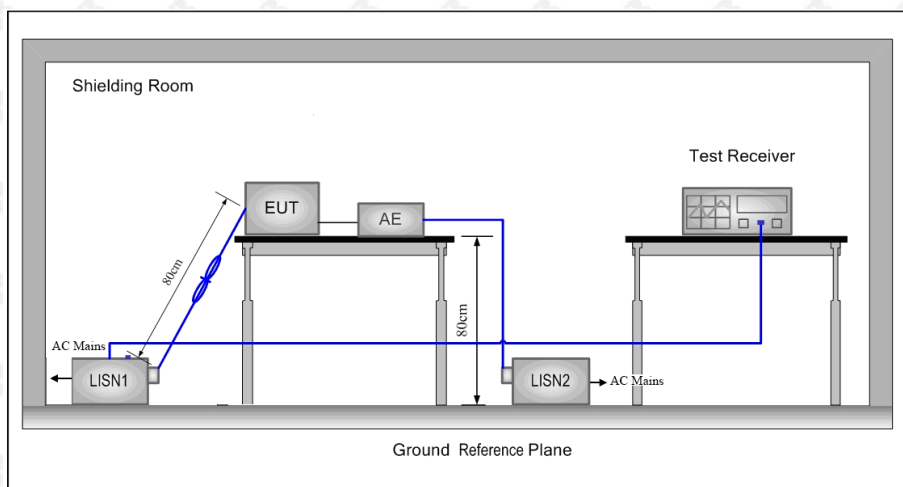 Shielding Room
Test Receiver
EUT
AE
80cm
80cm
AC Mains
LISN1
LISN2
AC Mains
Ground Reference Plane